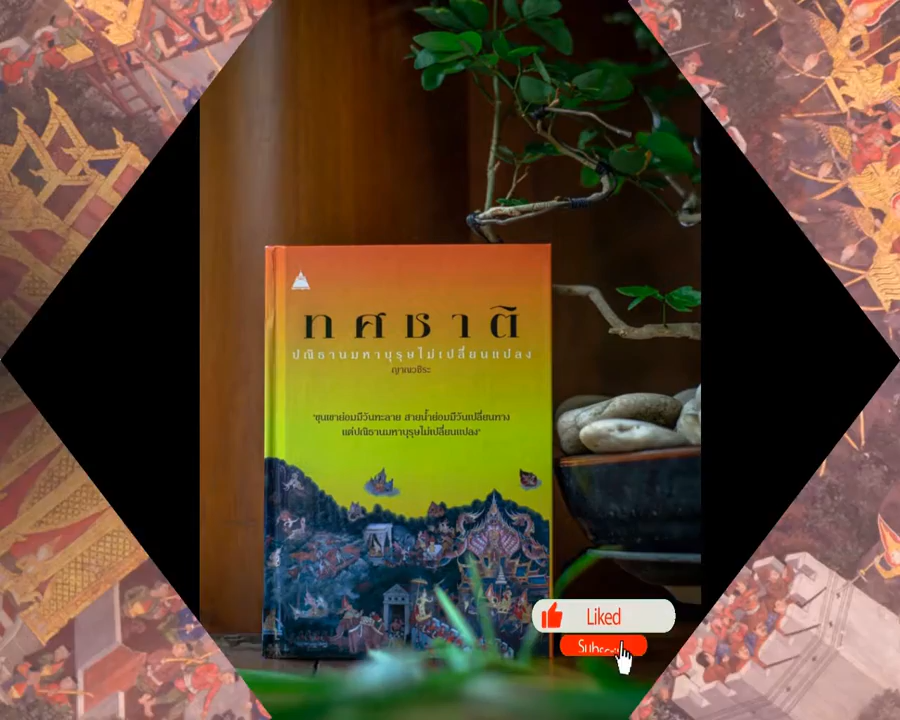 ทศชาติ
ปณิธานมหาบุรุษไม่เปลี่ยนแปลง
ญาณวชิระ
"ขุนเขาย่อมมีวันทะลาย สายน้ำย่อมมีวันเปลี่ยนทาง
แต่ปณิธานมหาบุรุษไม่เปลี่ยนแปลง"
Liked